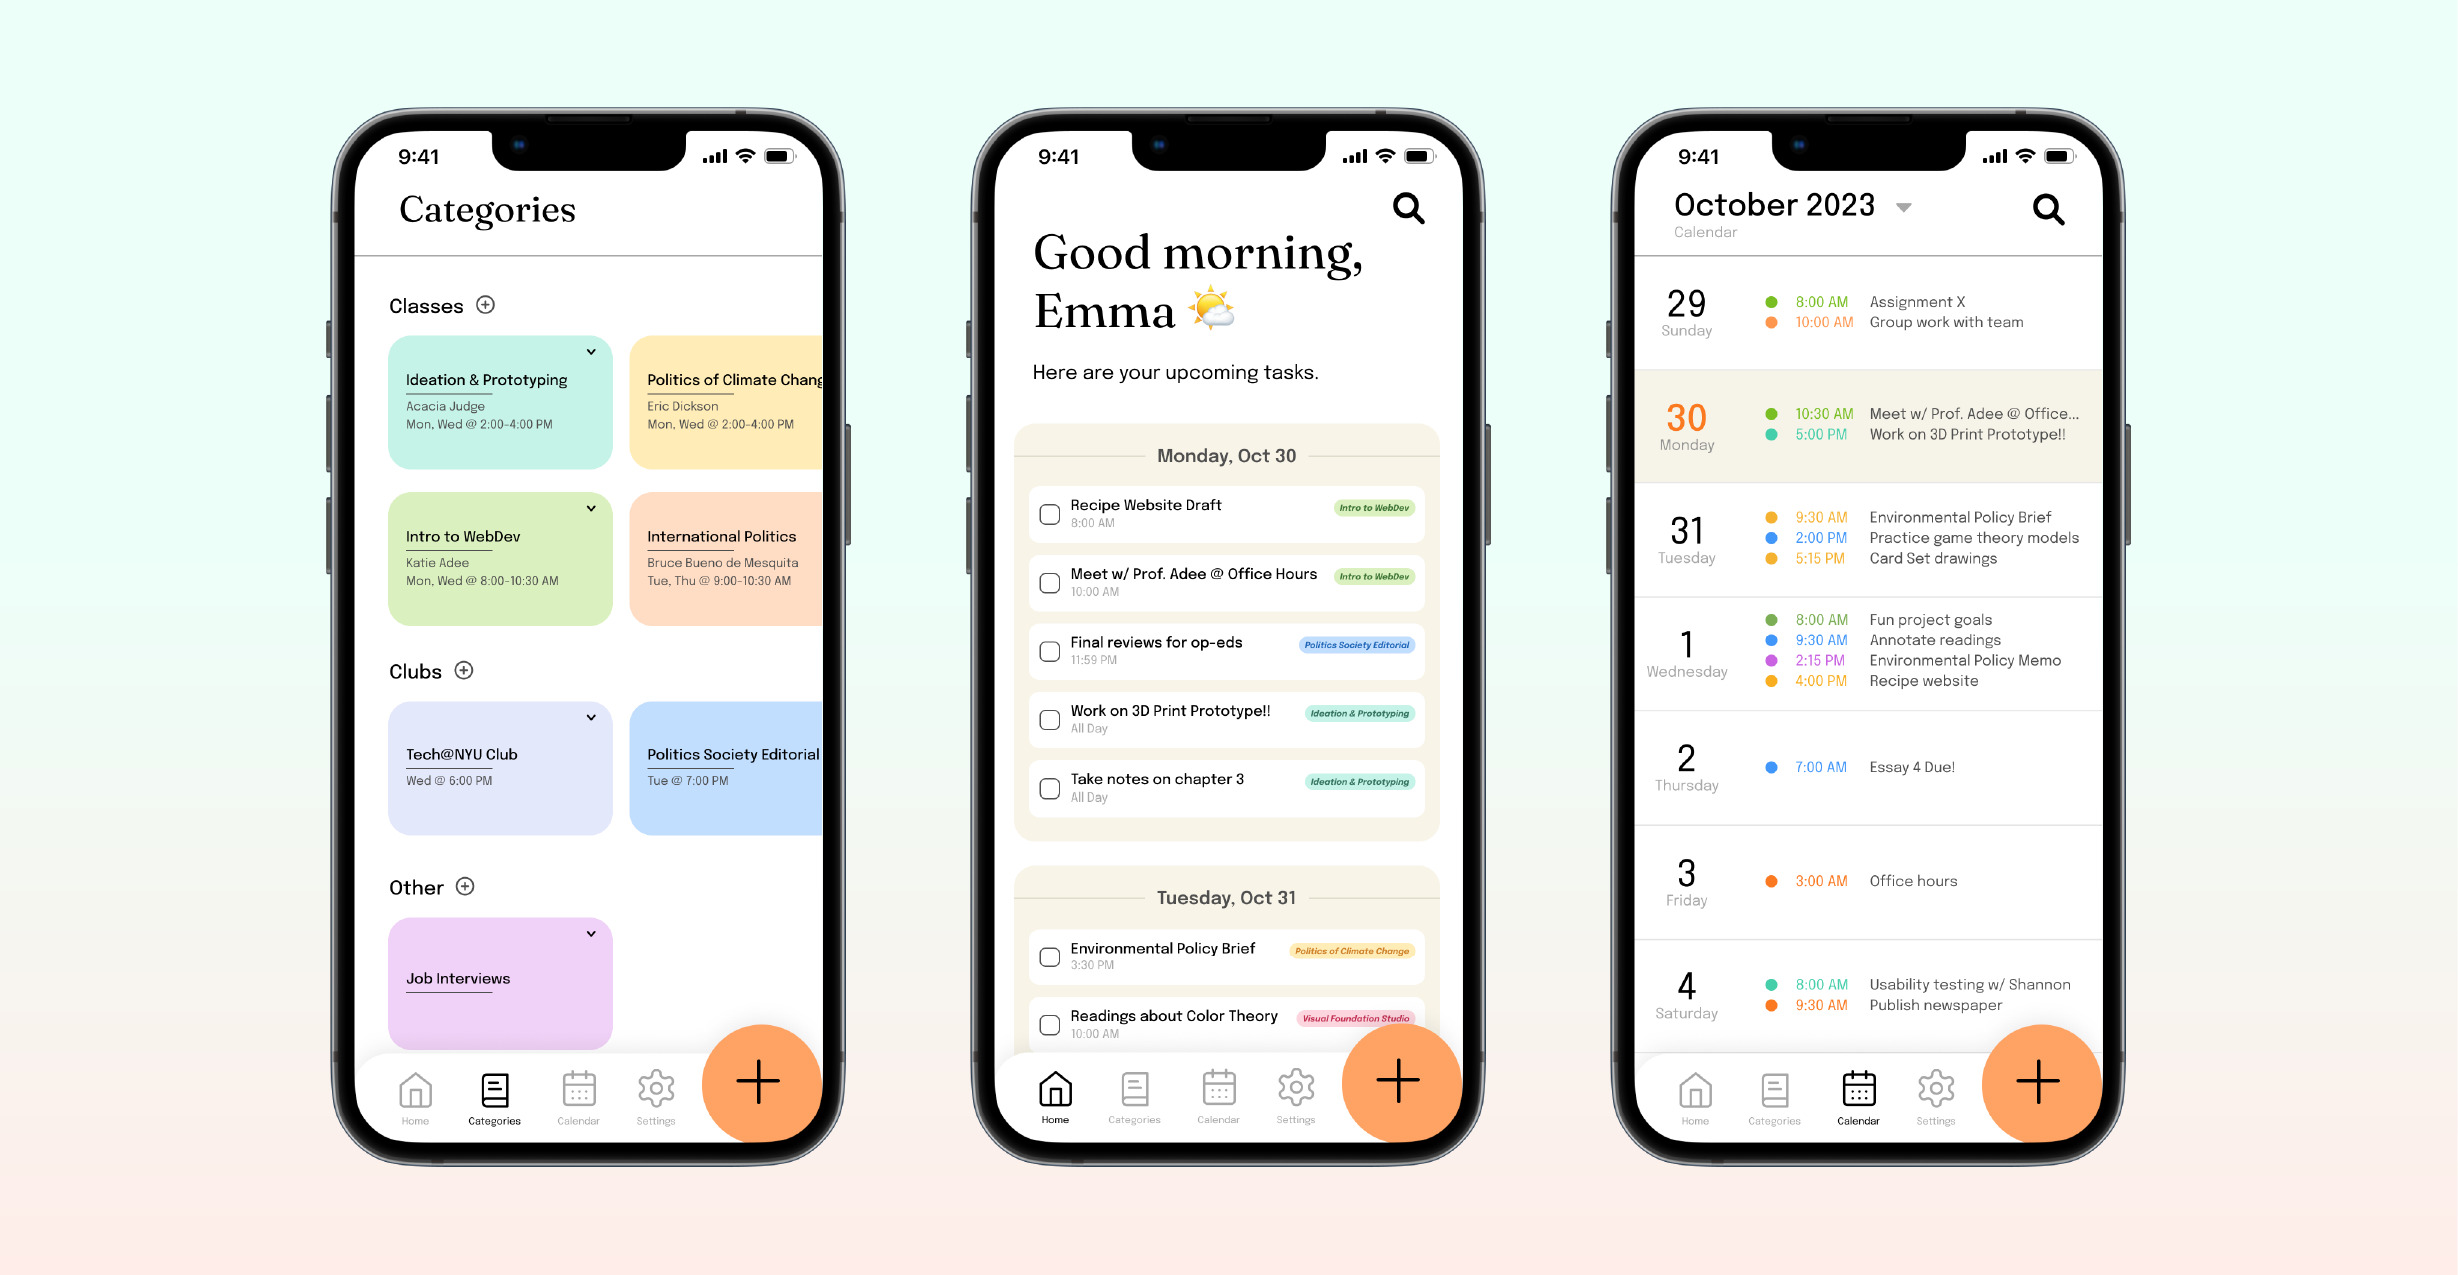 9:41
Categories
Classes
Ideation & Prototyping
Acacia Judge
Mon, Wed @ 2:00-4:00 PM
Politics of Climate Chang
Eric Dickson
Mon, Wed @ 2:00-4:00 PM
Intro to WebDev
Katie Adee
Mon, Wed @ 8:00-10:30 AM
International Politics
Bruce Bueno de Mesquita
Tue, Thu @ 9:00-10:30 AM
Clubs
Tech@NYU Club
Wed @ 6:00 PM
Politics Society Editorial
Tue @ 7:00 PM
Other
Job Interviews
Home Categories Calendar Settings
9:41
Good morning,
Emma
Here are your upcoming tasks.
Monday, Oct 30
Recipe Website Draft
8:00 AM
Intro to WebDev
Meet w/ Prof. Adee @ Office Hours
10:00 AM
Intro to WebDev
Final reviews for op-eds
11:59 PM
Politics Society Editorial
Work on 3D Print Prototype!!
All Day
Ideation & Prototyping
Take notes on chapter 3
All Day
Ideation & Prototyping
Tuesday, Oct 31
Environmental Policy Brief
3:30 PM
Politics of Climate Change
Readings about Color Theory
10:00 AM
Visual Foundation Studio
Home Categories Calendar Settings
9:41
October 2023
Calendar
29
Sunday
8:00 AM Assignment X
10:00 AM Group work with team
30
Monday
10:30 AM Meet w/ Prof. Adee @ Office...
5:00 PM Work on 3D Print Prototype!!
31
Tuesday
9:30 AM Environmental Policy Brief
2:00 PM Practice game theory models
5:15 PM Card Set drawings
1
Wednesday
8:00 AM Fun project goals
9:30 AM Annotate readings
2:15 PM Environmental Policy Memo
4:00 PM Recipe website
2
Thursday
7:00 AM Essay 4 Due!
3
Friday
3:00 AM Office hours
4
Saturday
8:00 AM Usability testing w/ Shannon
9:30 AM Publish newspaper
Home Categories Calendar Settings